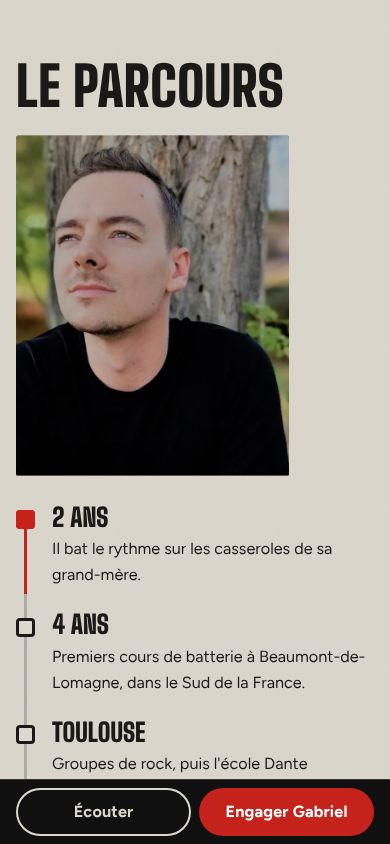 LE PARCOURS
2 ANS
Il bat le rythme sur les casseroles de sa
grand-mère.
4 ANS
Premiers cours de batterie à Beaumont-de-
Lomagne, dans le Sud de la France.
TOULOUSE
Groupes de rock, puis l'école Dante
Écouter
Engager Gabriel